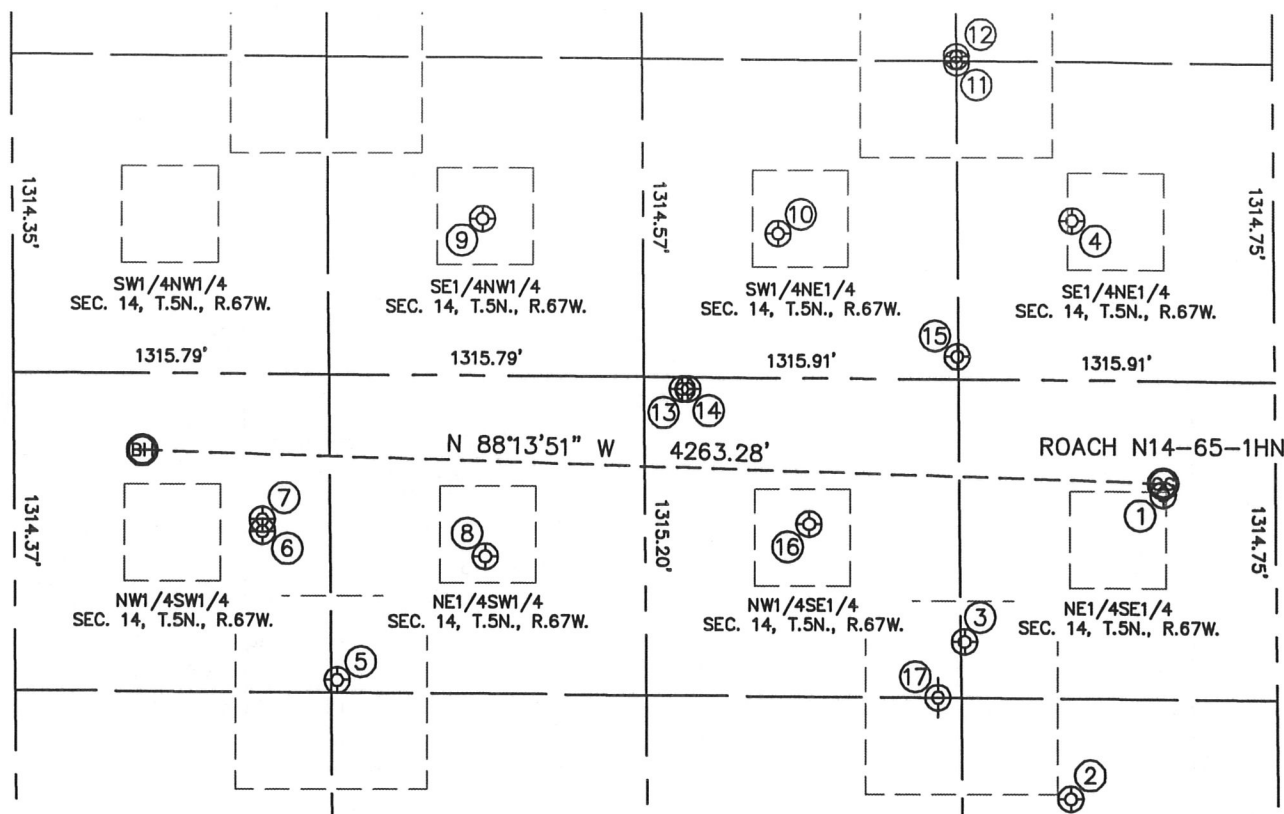 12
11
1314.35'
1314.57'
1314.75'
9
10
4
SW1/4NW1/4
SEC. 14, T.5N., R.67W.
SE1/4NW1/4
SEC. 14, T.5N., R.67W.
SW1/4NE1/4
SEC. 14, T.5N., R.67W.
SE1/4NE1/4
SEC. 14, T.5N., R.67W.
15
1315.79'
1315.79'
1315.91'
1315.91'
13
14
BH
N 88°13'51" W
4263.28'
ROACH N14-65-1HN
1314.37'
1315.20'
1314.75'
7
6
8
16
1
NW1/4SW1/4
SEC. 14, T.5N., R.67W.
NE1/4SW1/4
SEC. 14, T.5N., R.67W.
NW1/4SE1/4
SEC. 14, T.5N., R.67W.
NE1/4SE1/4
SEC. 14, T.5N., R.67W.
3
5
17
2